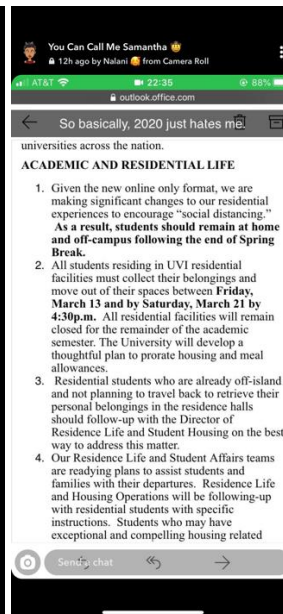 You Can Call Me Samantha
12h ago by Nalani from Camera Roll
AT&T 22:35 88%
outlook.office.com
So basically, 2020 just hates me.
universities across the nation.
ACADEMIC AND RESIDENTIAL LIFE
1. Given the new online only format, we are
making significant changes to our residential
experiences to encourage “social distancing.”
As a result, students should remain at home
and off-campus following the end of Spring
Break.
2. All students residing in UVI residential
facilities must collect their belongings and
move out of their spaces between Friday,
March 13 and by Saturday, March 21 by
4:30p.m. All residential facilities will remain
closed for the remainder of the academic
semester. The University will develop a
thoughtful plan to prorate housing and meal
allowances.
3. Residential students who are already off-island
and not planning to travel back to retrieve their
personal belongings in the residence halls
should follow-up with the Director of
Residence Life and Student Housing on the best
way to address this matter.
4. Our Residence Life and Student Affairs teams
are readying plans to assist students and
families with their departures. Residence Life
and Housing Operations will be following-up
with residential students with specific
instructions. Students who may have
exceptional and compelling housing related
Send a chat